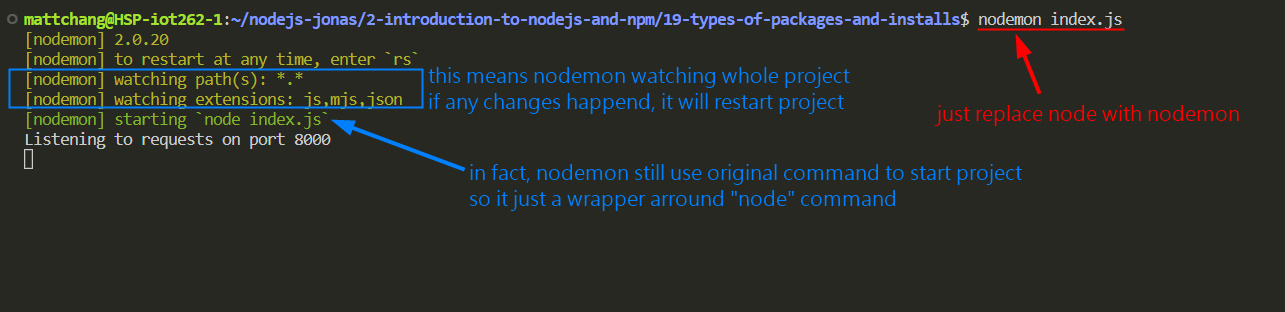 mattchang@HSP-iot262-1:~/nodejs-jonas/2-introduction-to-nodejs-and-npm/19-types-of-packages-and-installs$ nodemon index.js
[nodemon] 2.0.20
[nodemon] to restart at any time, enter `rs`
[nodemon] watching path(s): *.*
this means nodemon watching whole project
[nodemon] watching extensions: js,mjs,json
if any changes happend, it will restart project
just replace node with nodemon
[nodemon] starting `node index.js`
Listening to requests on port 8000
in fact, nodemon still use original command to start project
so it just a wrapper arround "node" command